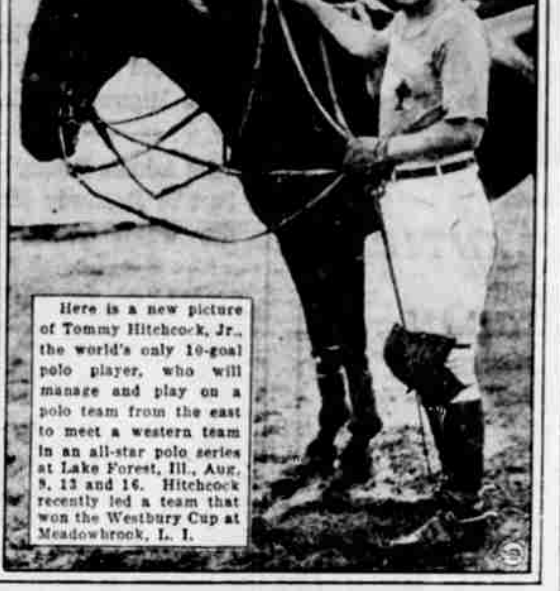 Here is a new picture
of Tommy Hitchcock, Jr.,
the world's only 10-goal
polo player, who will
manage and play on a
polo team from the east
to meet a western team
in an all-star polo series
at Lake Forest, Ill., Aug.
9, 13 and 16. Hitchcock
recently led a team that
won the Westbury Cup at
Meadowbrook, L. I.